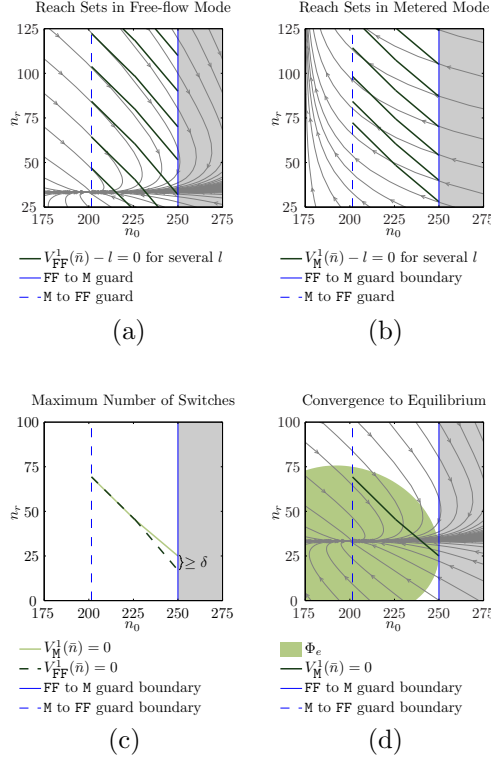 Reach Sets in Free-flow Mode
125
100
75
50
25
n_r
175 200 225 250 275
n_0
V^1_FF(n̄) − l = 0 for several l
FF to M guard
M to FF guard
(a)
Reach Sets in Metered Mode
125
100
75
50
25
n_r
175 200 225 250 275
n_0
V^1_M(n̄) − l = 0 for several l
FF to M guard boundary
M to FF guard
(b)
Maximum Number of Switches
100
75
50
25
0
n_r
} ≥ δ
175 200 225 250 275
n_0
V^1_M(n̄) = 0
V^1_FF(n̄) = 0
FF to M guard boundary
M to FF guard boundary
(c)
Convergence to Equilibrium
100
75
50
25
0
n_r
175 200 225 250 275
n_0
Φ_e
V^1_M(n̄) = 0
FF to M guard boundary
M to FF guard boundary
(d)